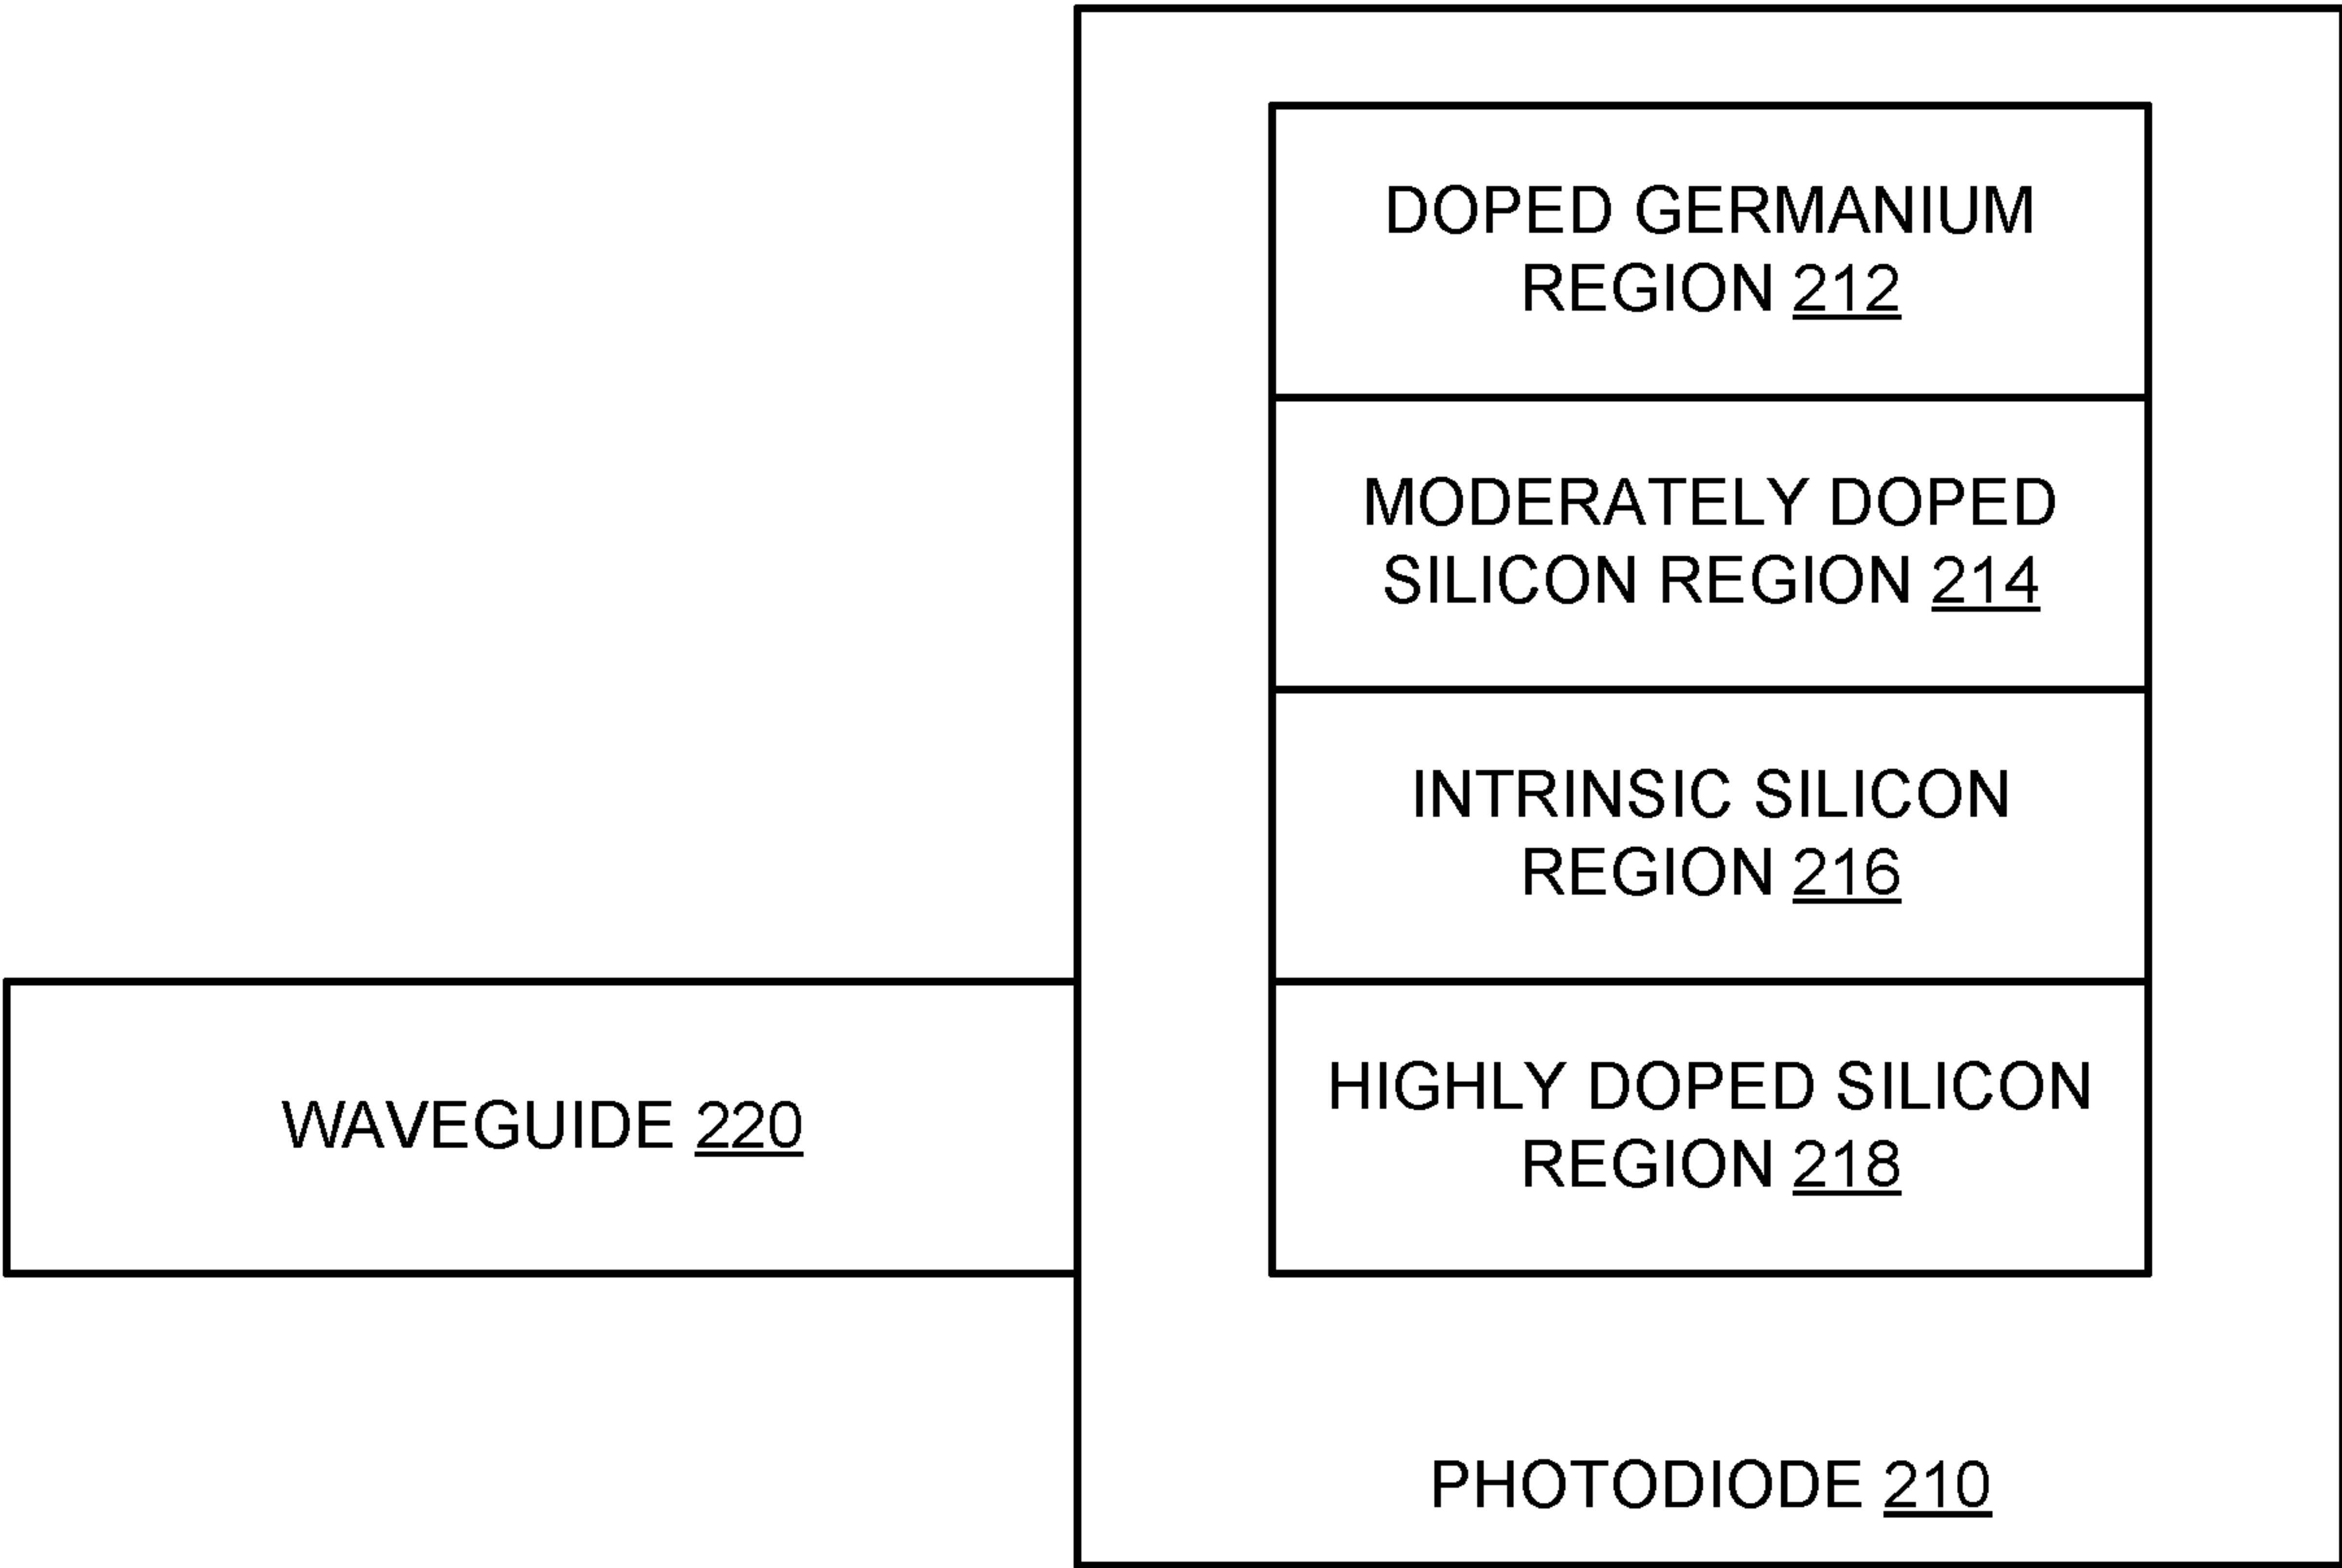 DOPED GERMANIUM
REGION 212
MODERATELY DOPED
SILICON REGION 214
INTRINSIC SILICON
REGION 216
HIGHLY DOPED SILICON
REGION 218
WAVEGUIDE 220
PHOTODIODE 210